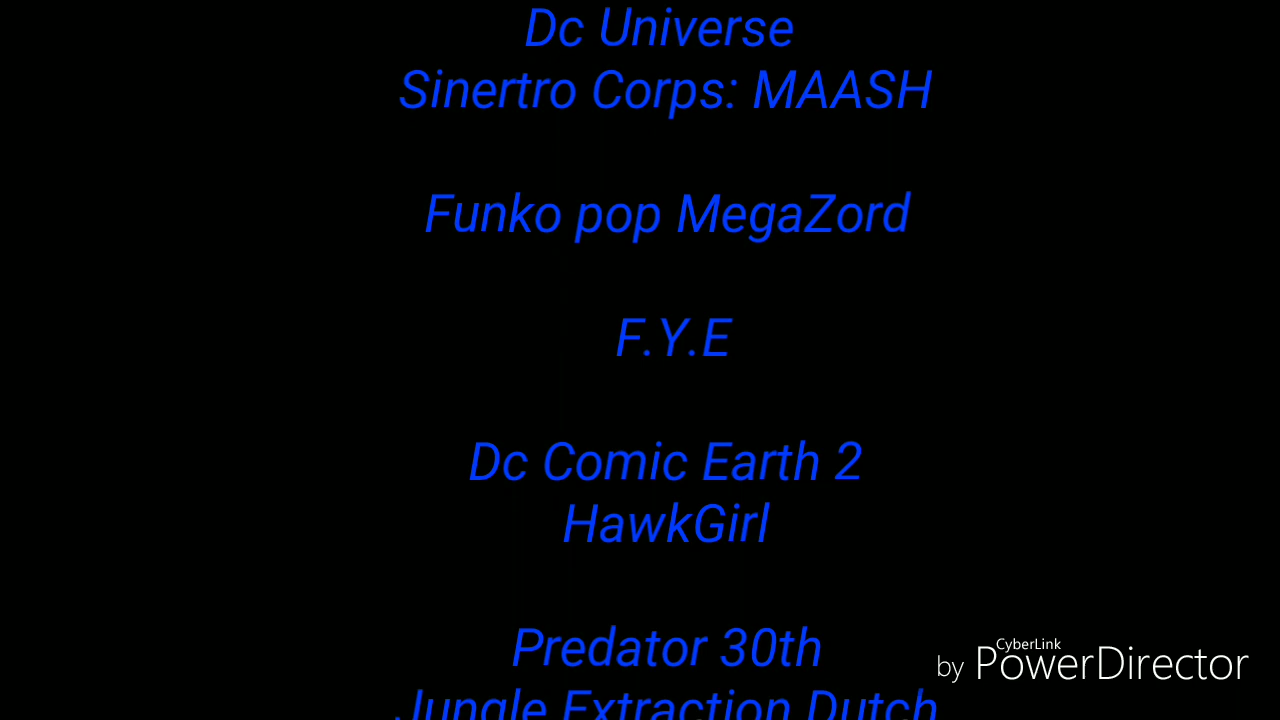 Dc Universe
Sinertro Corps: MAASH
Funko pop MegaZord
F.Y.E
Dc Comic Earth 2
HawkGirl
Predator 30th
Jungle Extraction Dutch
CyberLink
by PowerDirector